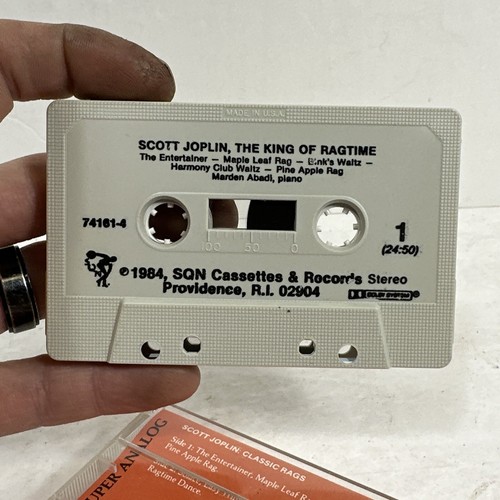 MADE IN U.S.A.
SCOTT JOPLIN, THE KING OF RAGTIME
The Entertainer — Maple Leaf Rag — Bink's Waltz —
Harmony Club Waltz — Pine Apple Rag
Marden Abadi, piano
74161-4
100 50 0
1
(24:50)
℗1984, SQN Cassettes & Records Stereo
Providence, R.I. 02904
DOLBY SYSTEM
SUPER ANALOG
SCOTT JOPLIN: CLASSIC RAGS
Side 1: The Entertainer, Maple Leaf R
Pine Apple Rag.
Ragtime Dance.